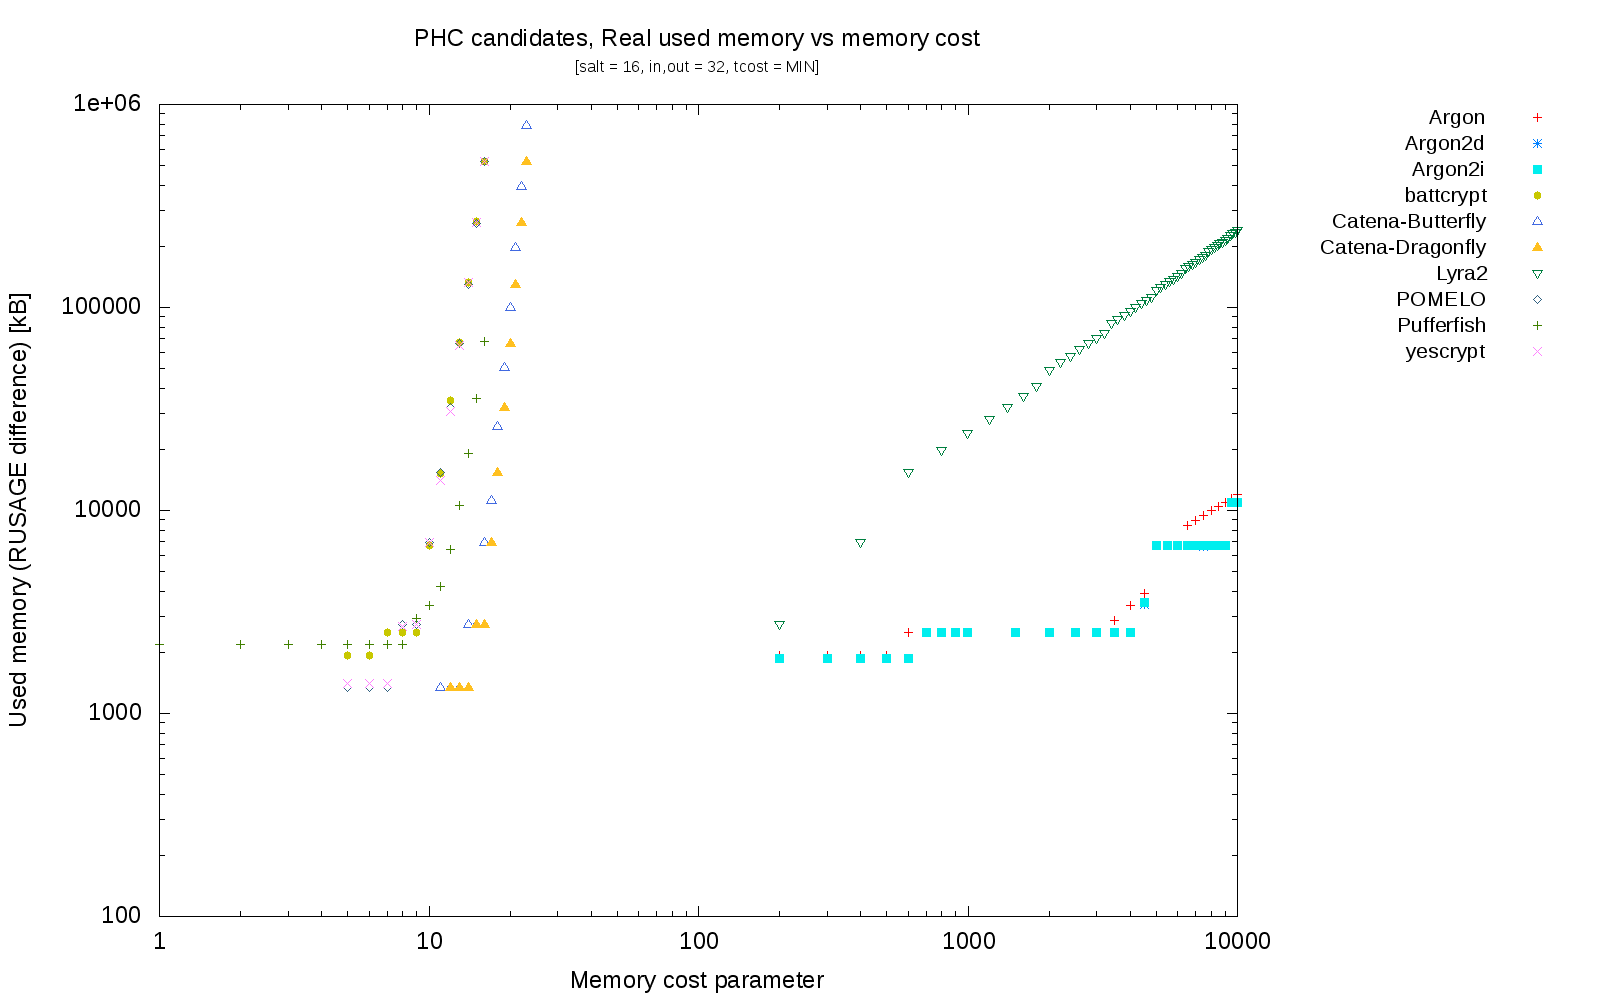 PHC candidates, Real used memory vs memory cost
[salt = 16, in,out = 32, tcost = MIN]
Used memory (RUSAGE difference) [kB]
1e+06
100000
10000
1000
100
1 10 100 1000 10000
Memory cost parameter
Argon
Argon2d
Argon2i
battcrypt
Catena-Butterfly
Catena-Dragonfly
Lyra2
POMELO
Pufferfish
yescrypt